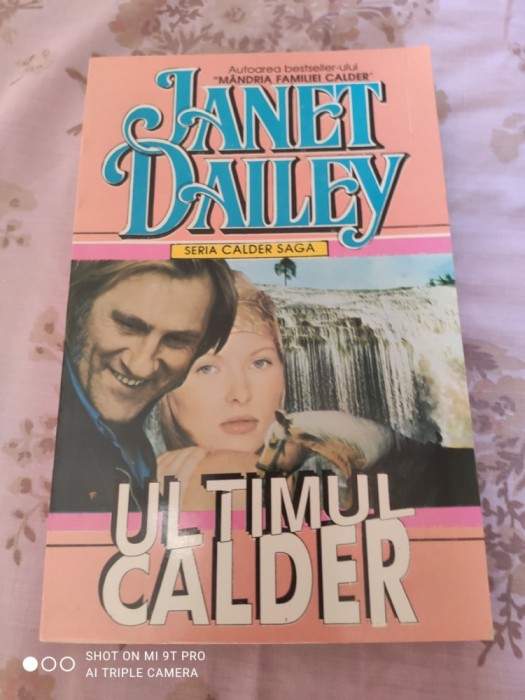 Autoarea bestseller-ului
"MÂNDRIA FAMILIEI CALDER"
JANET
DAILEY
SERIA CALDER SAGA
ULTIMUL
CALDER
SHOT ON MI 9T PRO
AI TRIPLE CAMERA